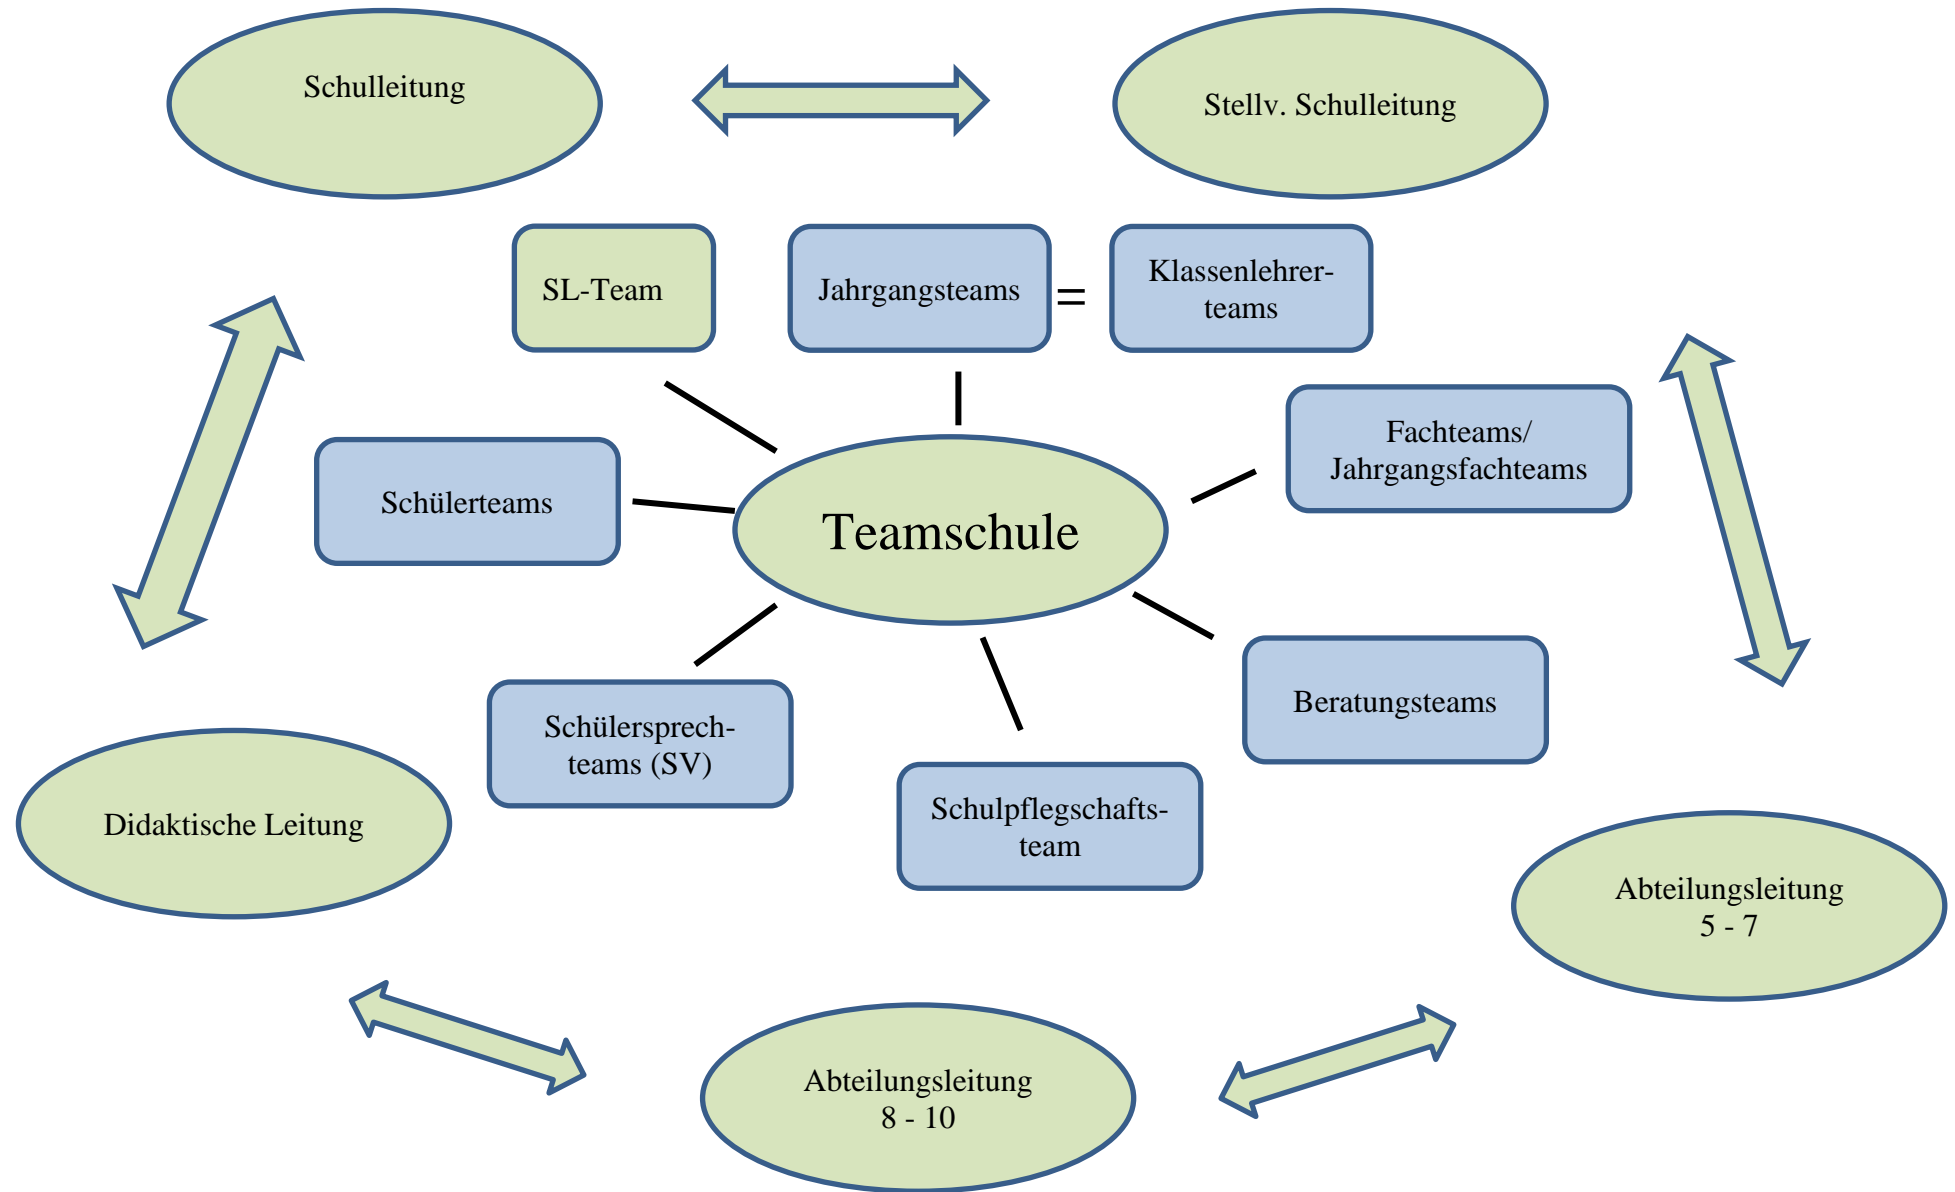 Schulleitung
Stellv. Schulleitung
SL-Team
Jahrgangsteams
=
Klassenlehrer-
teams
Fachteams/
Jahrgangsfachteams
Schülerteams
Teamschule
Beratungsteams
Schülersprech-
teams (SV)
Schulpflegschafts-
team
Didaktische Leitung
Abteilungsleitung
5 - 7
Abteilungsleitung
8 - 10